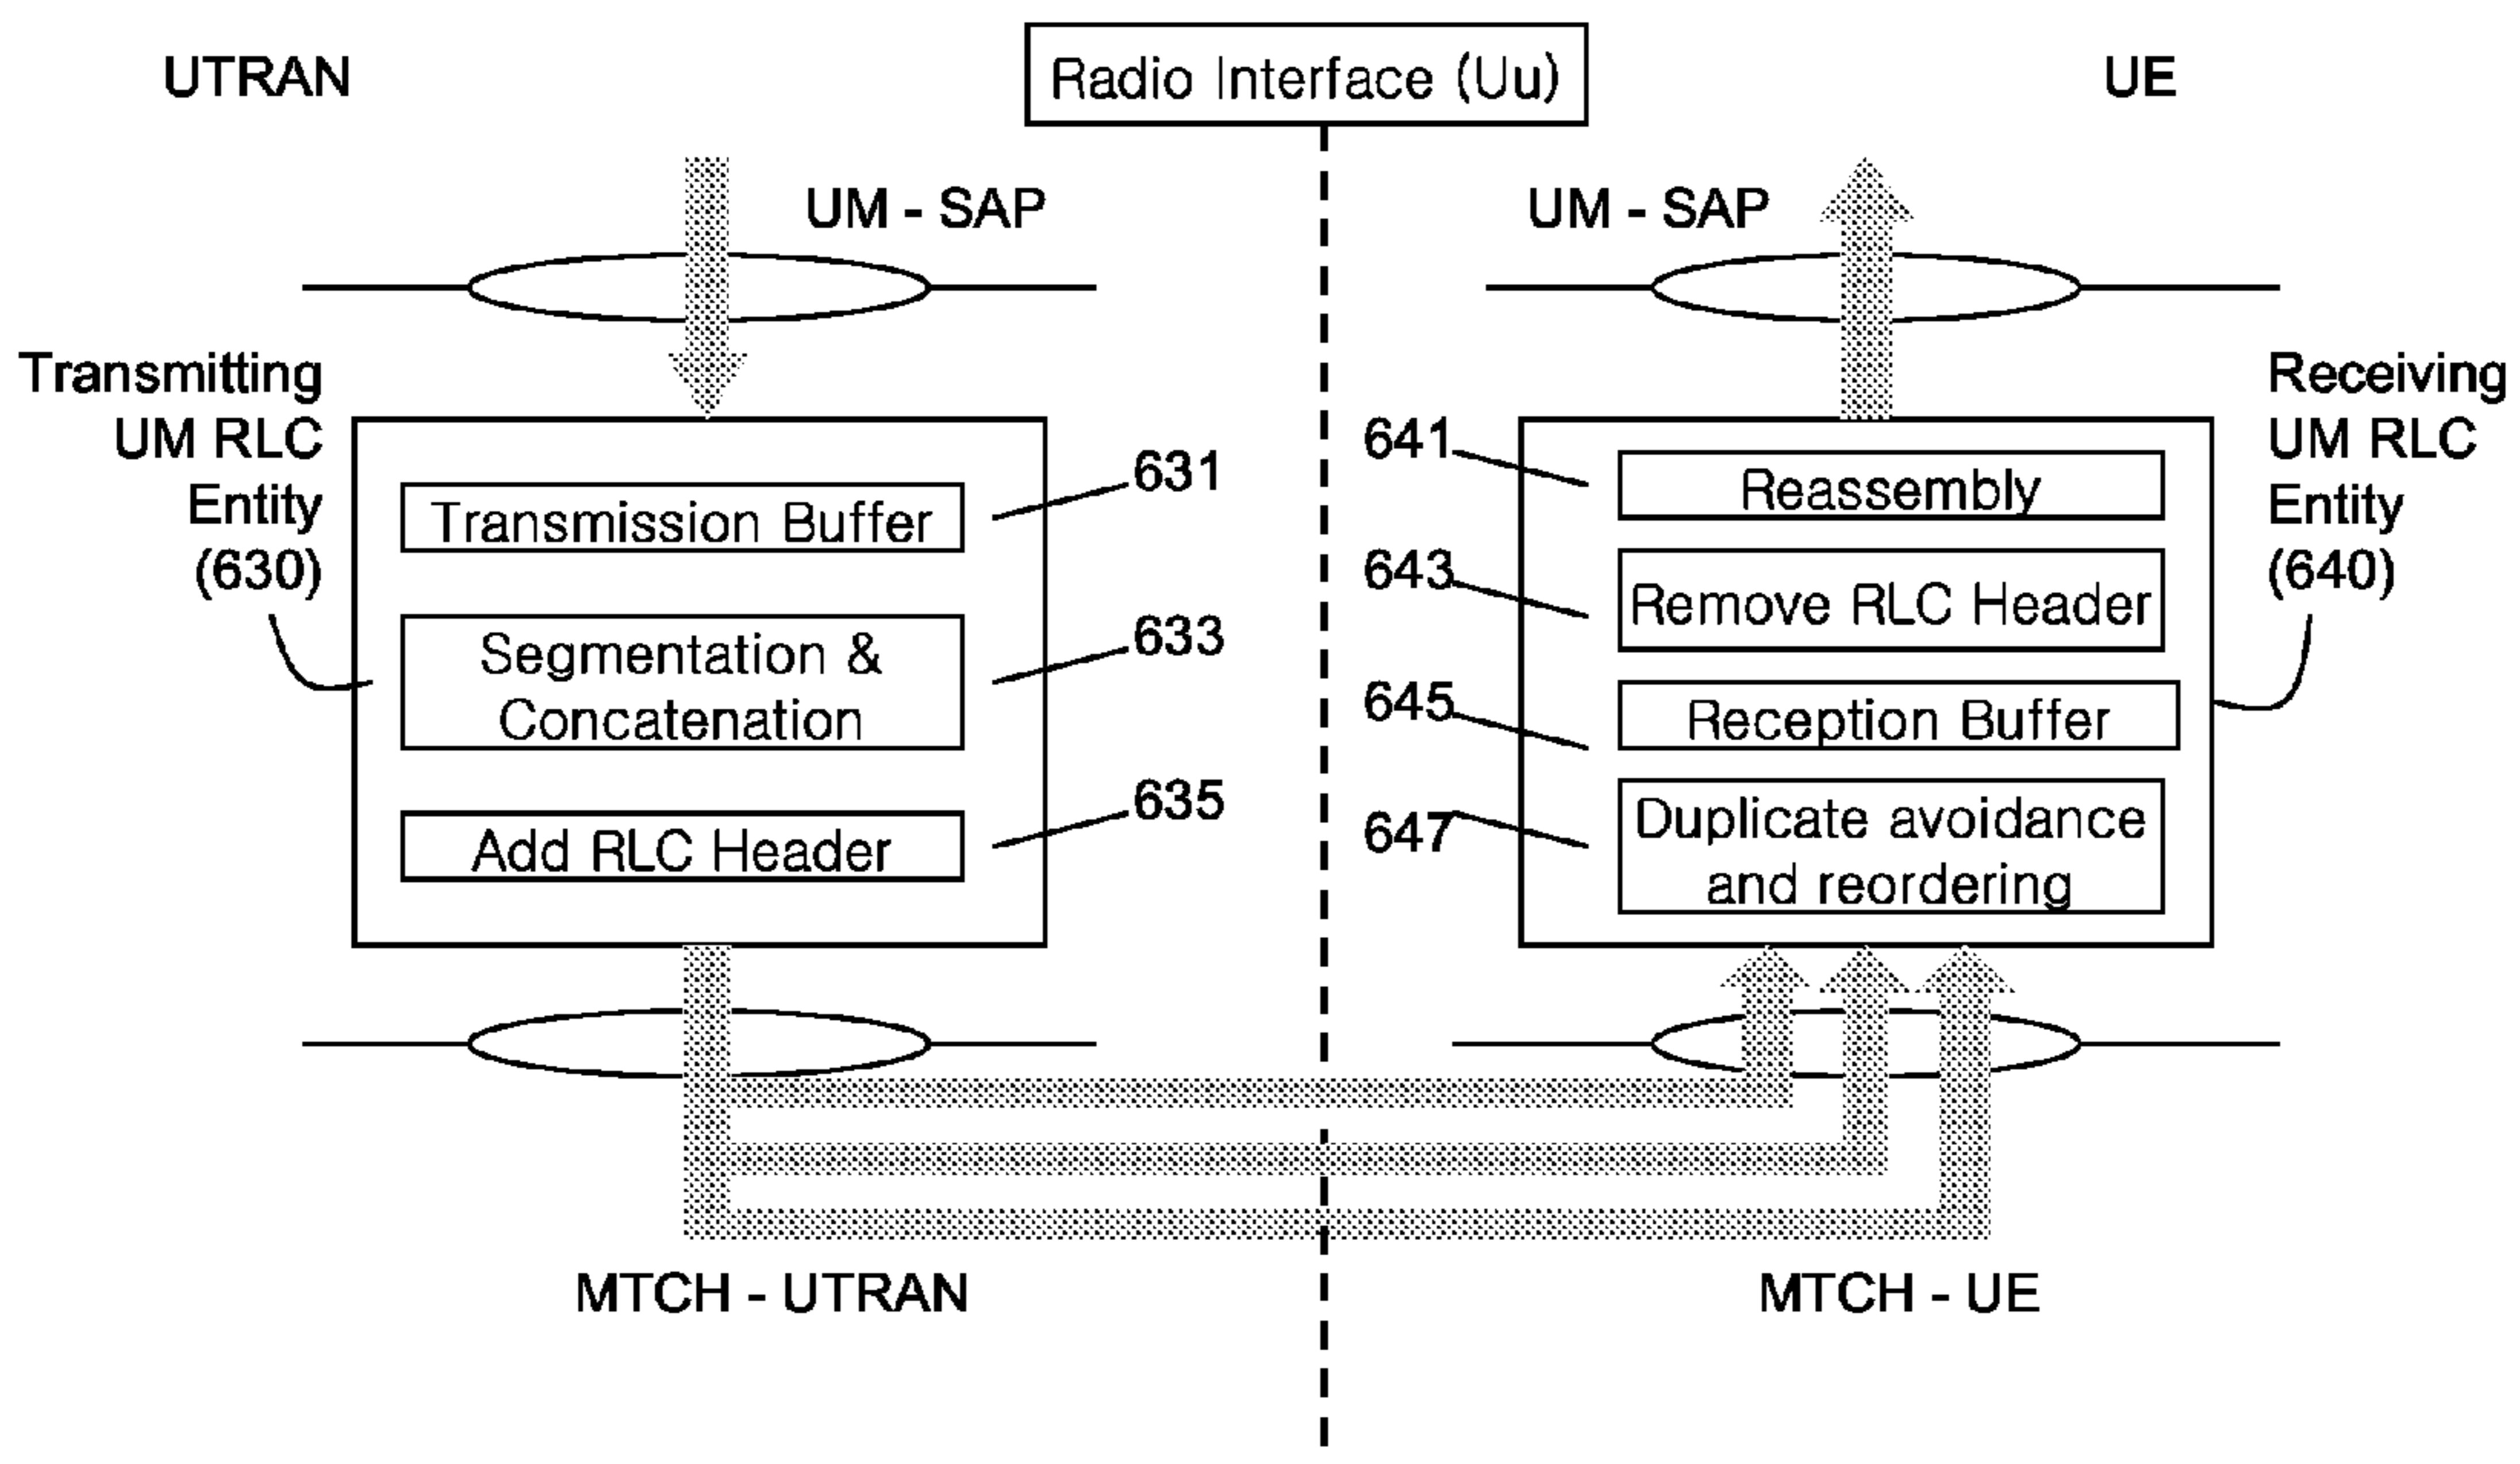 UTRAN
Radio Interface (Uu)
UE
UM - SAP
UM - SAP
Transmitting
UM RLC
Entity
(630)
631
Transmission Buffer
633
Segmentation &
Concatenation
635
Add RLC Header
641
Reassembly
643
Remove RLC Header
645
Reception Buffer
647
Duplicate avoidance
and reordering
Receiving
UM RLC
Entity
(640)
MTCH - UTRAN
MTCH - UE